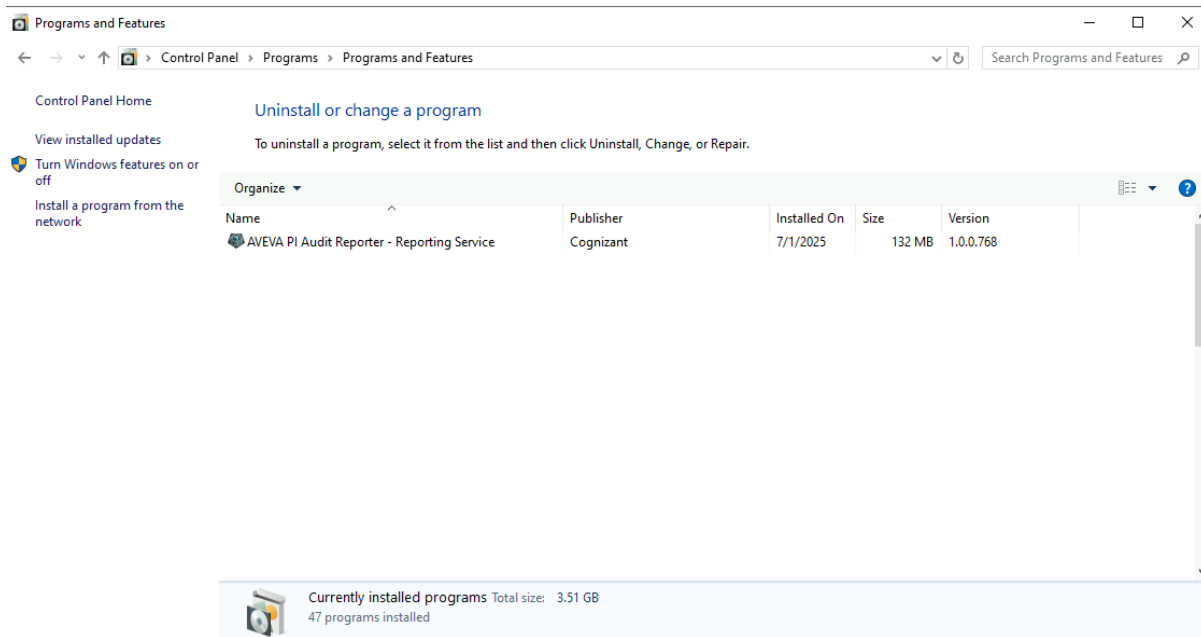 Programs and Features
Control Panel > Programs > Programs and Features
Search Programs and Features
Control Panel Home
View installed updates
Turn Windows features on or
off
Install a program from the
network
Uninstall or change a program
To uninstall a program, select it from the list and then click Uninstall, Change, or Repair.
Organize
Name Publisher Installed On Size Version
AVEVA PI Audit Reporter - Reporting Service Cognizant 7/1/2025 132 MB 1.0.0.768
Currently installed programs Total size: 3.51 GB
47 programs installed